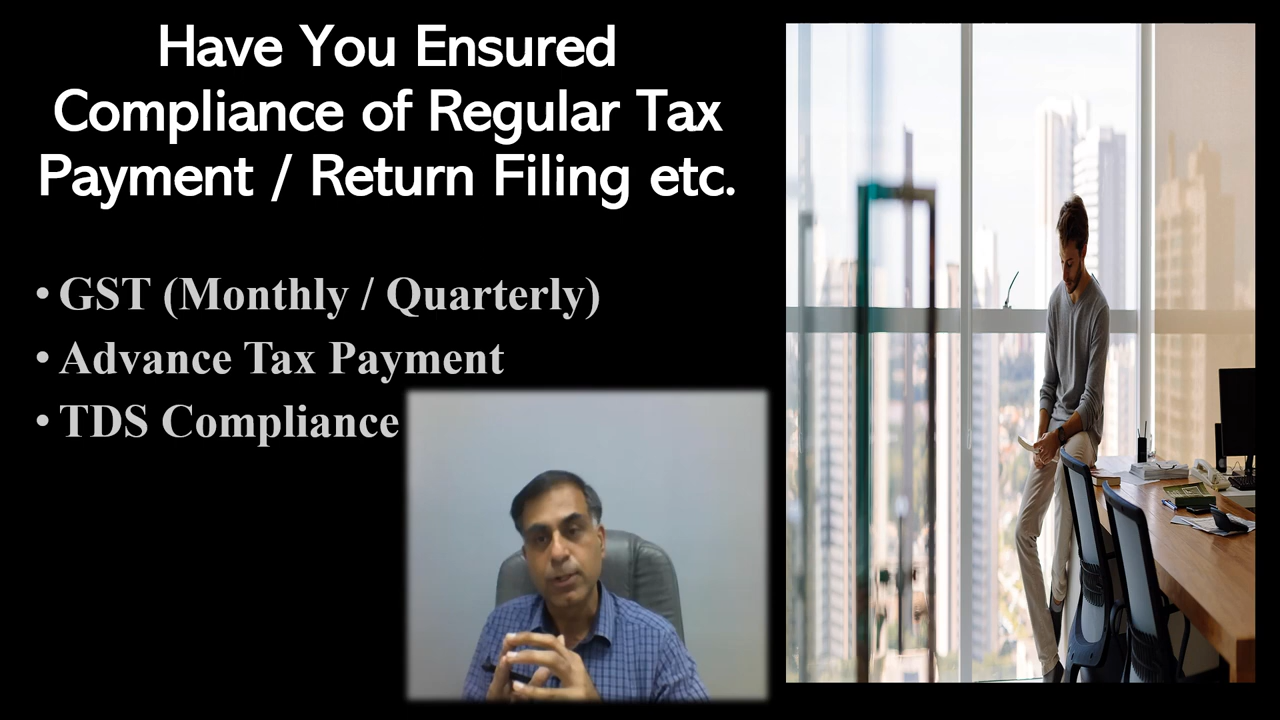 Have You Ensured
Compliance of Regular Tax
Payment / Return Filing etc.
• GST (Monthly / Quarterly)
• Advance Tax Payment
• TDS Compliance